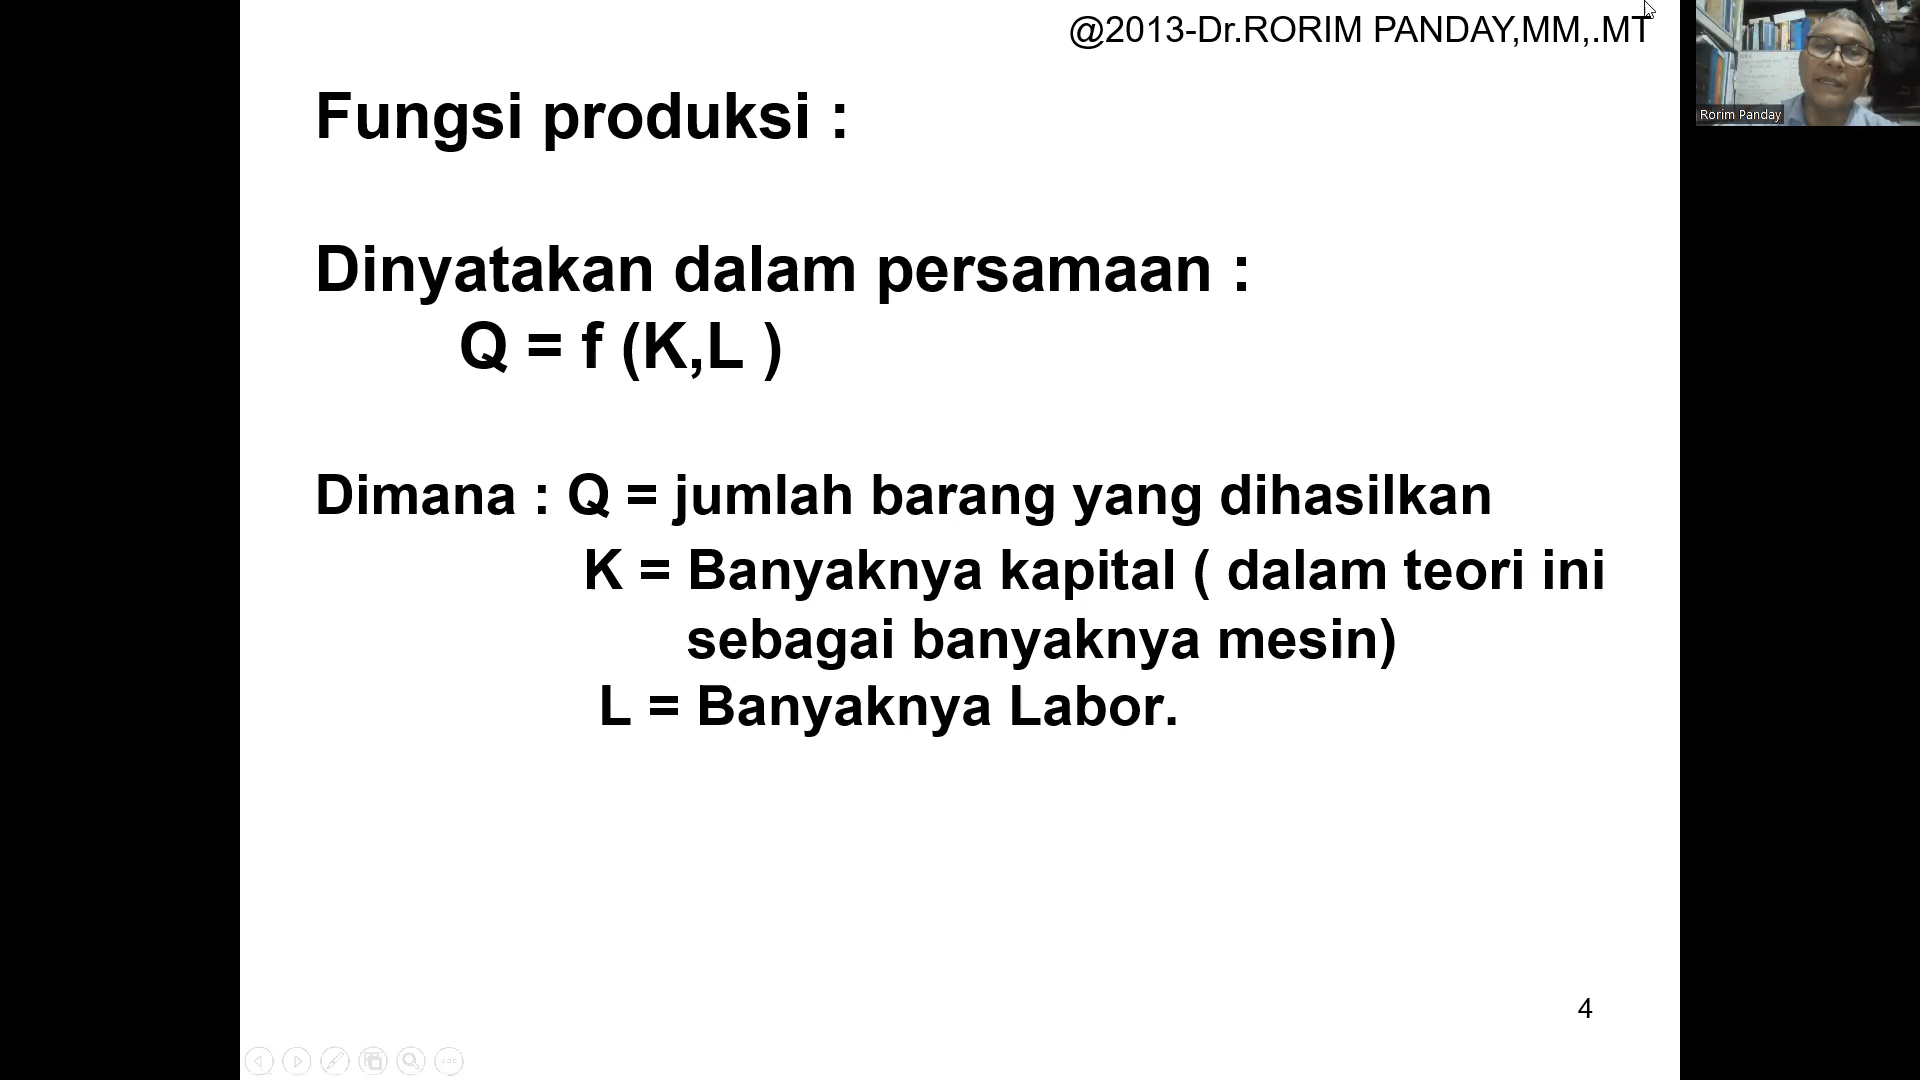 @2013-Dr.RORIM PANDAY,MM,.MT
Rorim Panday
Fungsi produksi :
Dinyatakan dalam persamaan :
Q = f (K,L )
Dimana : Q = jumlah barang yang dihasilkan
K = Banyaknya kapital ( dalam teori ini
sebagai banyaknya mesin)
L = Banyaknya Labor.
4